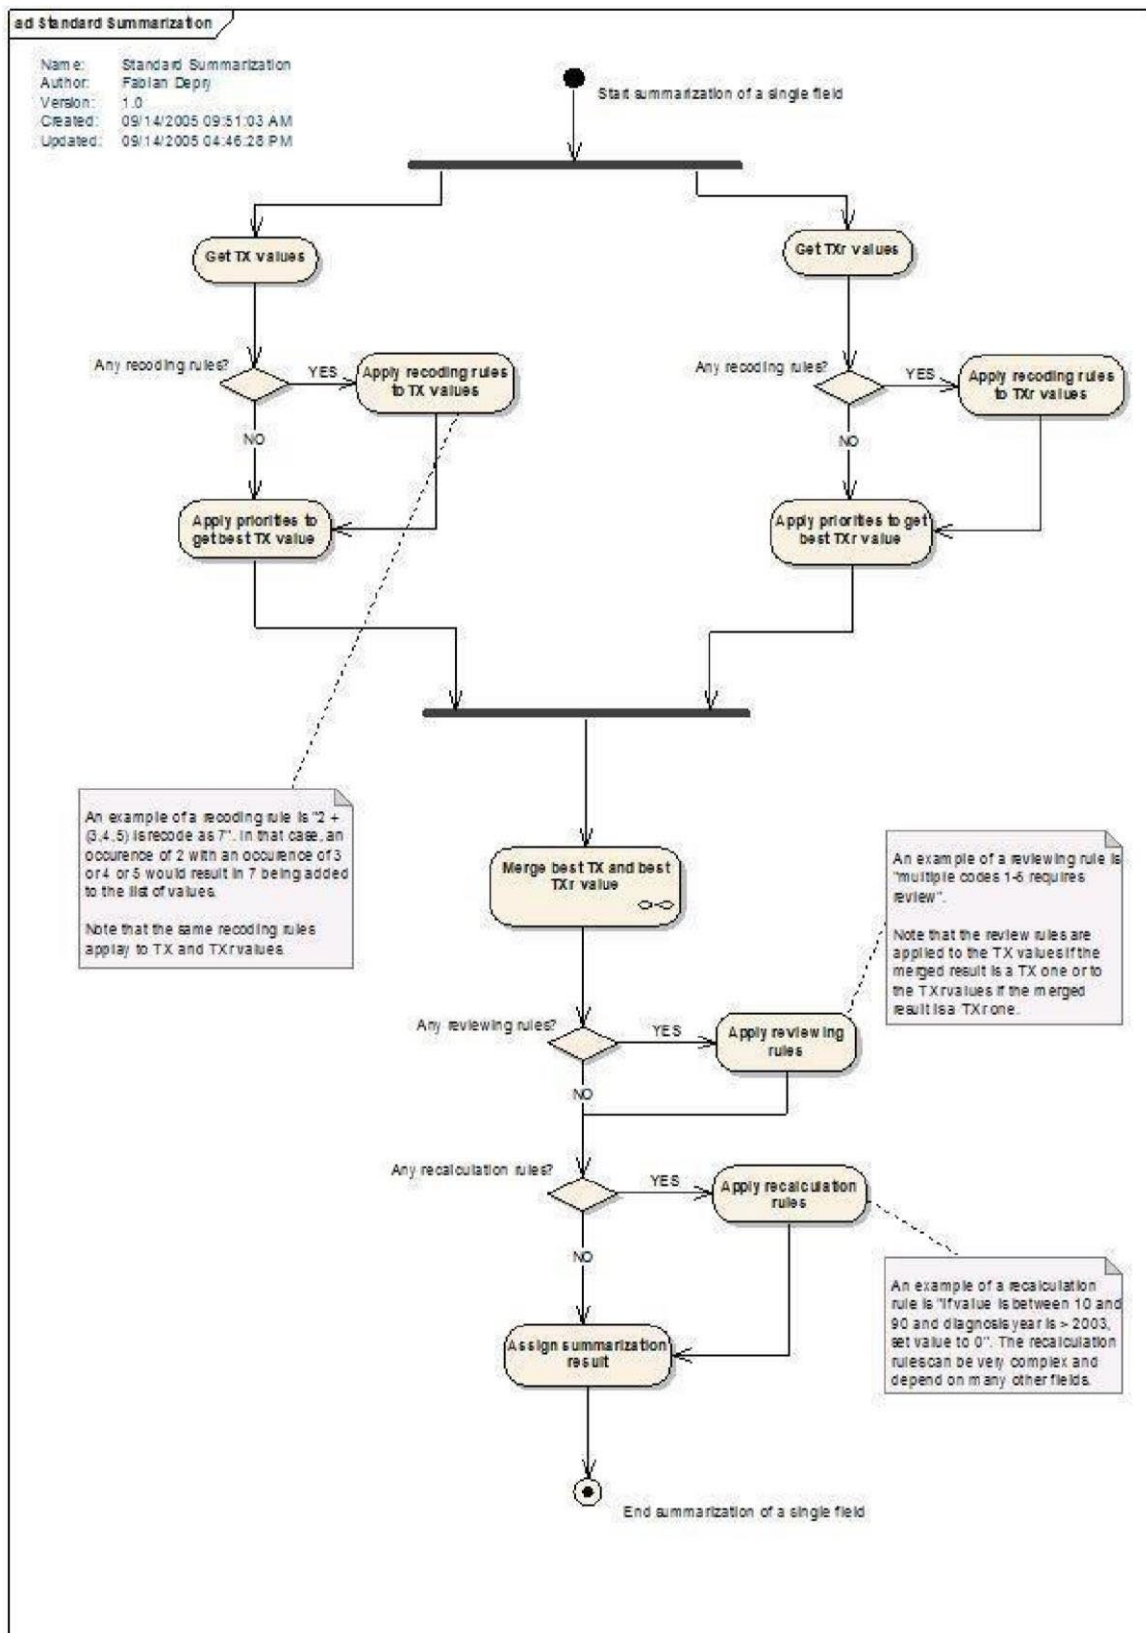 ad Standard Summarization
Name: Standard Summarization
Author: Fabian Depry
Version: 1.0
Created: 09/14/2005 09:51:03 AM
Updated: 09/14/2005 04:46:28 PM
Start summarization of a single field
Get TX values
Get TXr values
Any recoding rules?
YES
Apply recoding rules
to TX values
NO
Any recoding rules?
YES
Apply recoding rules
to TXr values
NO
Apply priorities to
get best TX value
Apply priorities to get
best TXr value
An example of a recoding rule is "2 +
(3,4,5) is recode as 7". In that case, an
occurence of 2 with an occurence of 3
or 4 or 5 would result in 7 being added
to the list of values.
Note that the same recoding rules
applay to TX and TXr values.
Merge best TX and best
TXr value
An example of a reviewing rule is
"multiple codes 1-6 requires
review".
Note that the review rules are
applied to the TX values if the
merged result is a TX one or to
the TXr values if the merged
result is a TXr one.
Any reviewing rules?
YES
Apply reviewing
rules
NO
Any recalculation rules?
YES
Apply recalculation
rules
NO
An example of a recalculation
rule is "if value is between 10 and
90 and diagnosis year is > 2003,
set value to 0". The recalculation
rules can be very complex and
depend on many other fields.
Assign summarization
result
End summarization of a single field